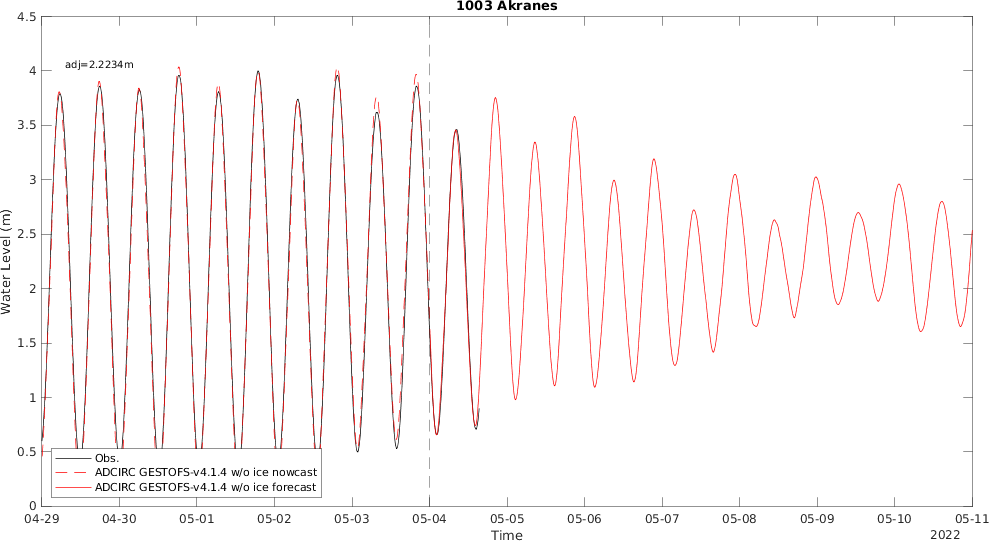 1003 Akranes
4.5
adj=2.2234m
4
3.5
3
2.5
2
1.5
1
0.5
0
Water Level (m)
Obs.
ADCIRC GESTOFS-v4.1.4 w/o ice nowcast
ADCIRC GESTOFS-v4.1.4 w/o ice forecast
04-29 04-30 05-01 05-02 05-03 05-04 05-05 05-06 05-07 05-08 05-09 05-10 05-11
Time
2022